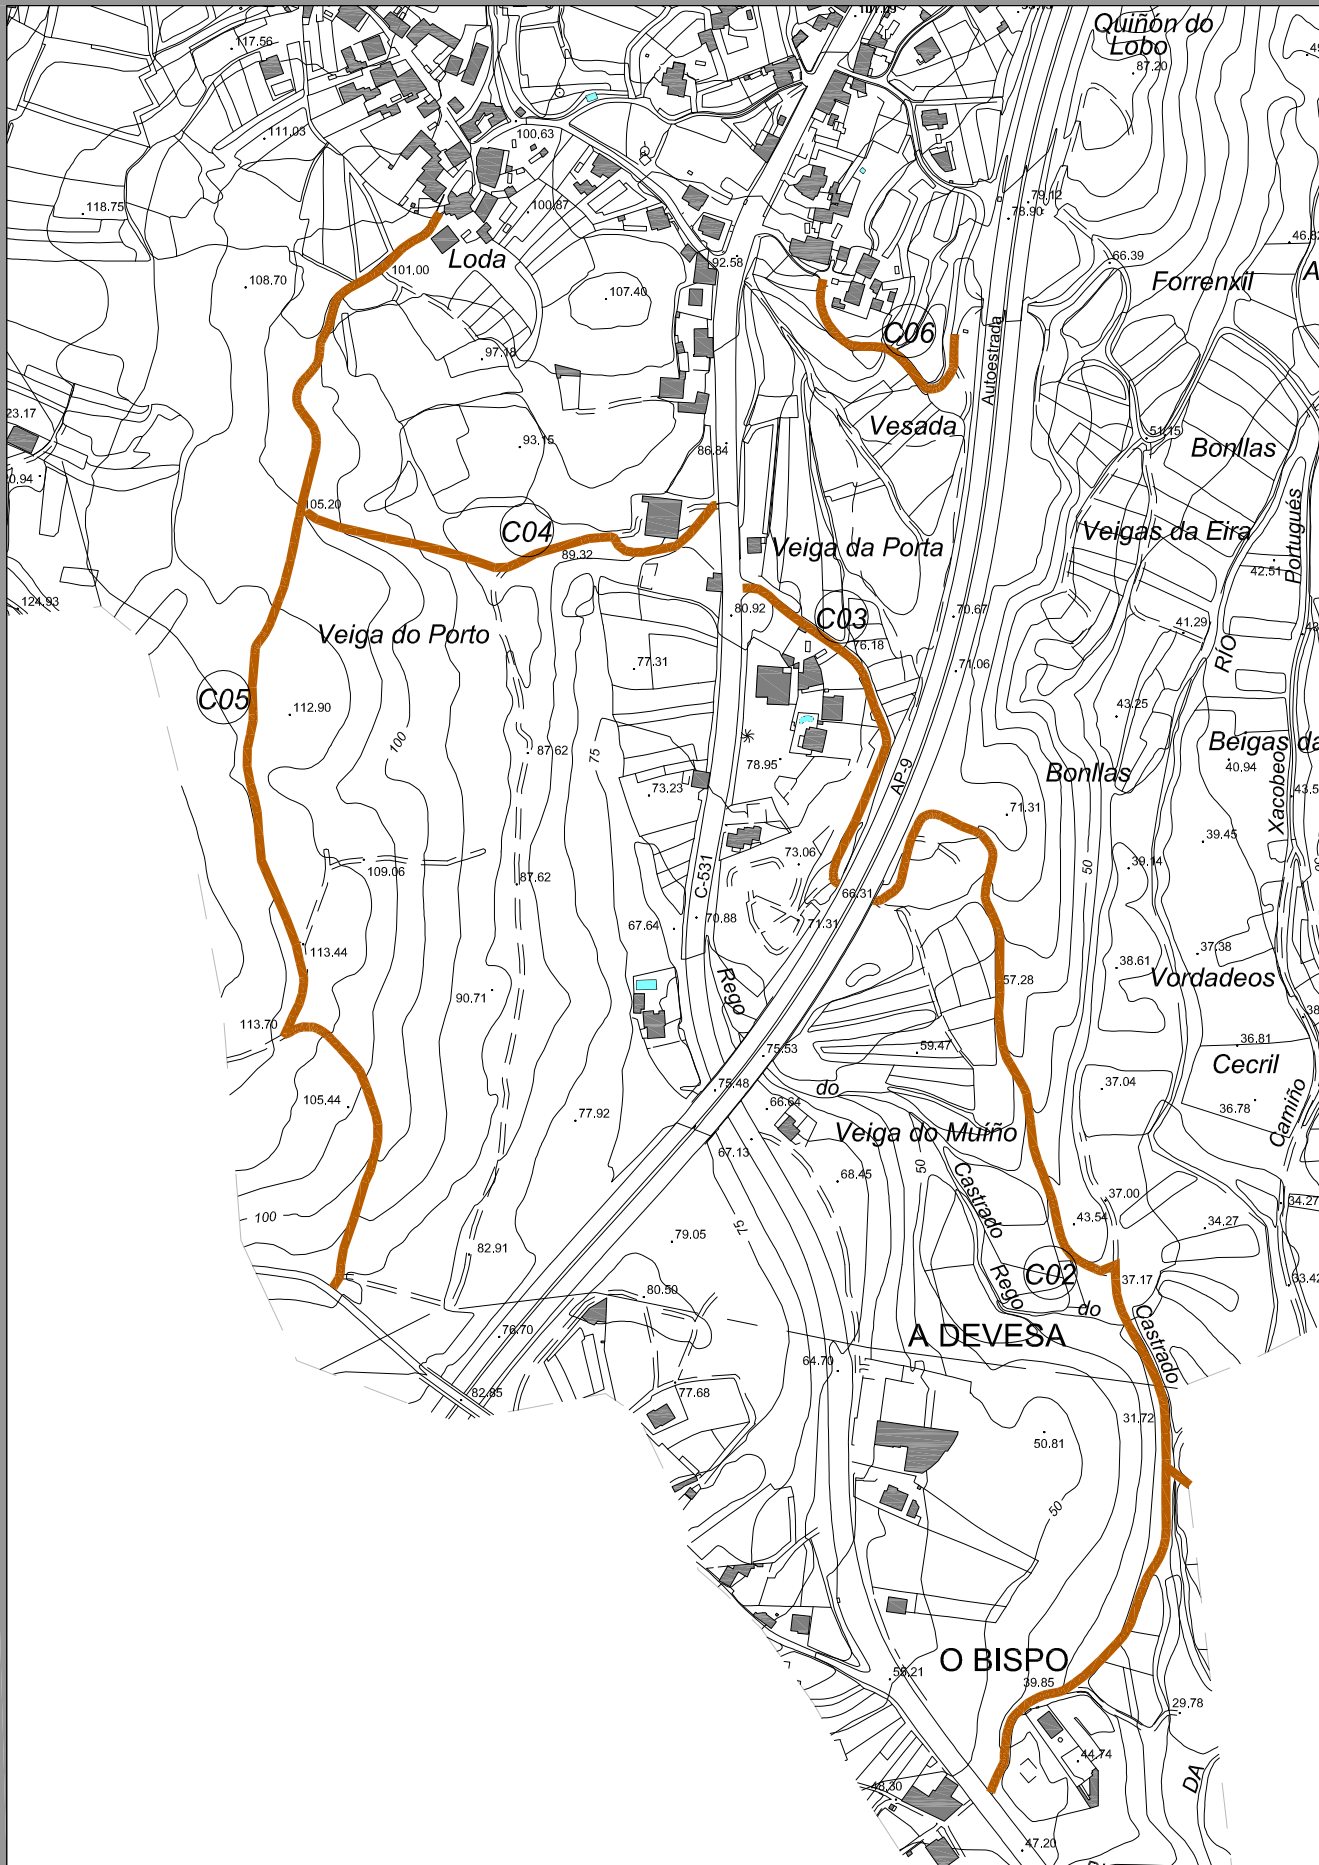 Quiñón do
Lobo
87.20
117.56
111.03
100.63
118.75
100.87
79.12
78.90
66.39
Loda
101.00
92.58
108.70
107.40
Forrenxil
C06
Autoestrada
97.18
Vesada
23.17
51.15
Bonllas
93.15
86.84
0.94
105.20
C04
Veigas da Eira
Portugués
89.32
Veiga da Porta
42.51
124.93
80.92
C03
70.67
41.29
Veiga do Porto
76.18
RÍO
77.31
71.06
C05
112.90
43.25
100
87.62
75
78.95
Beigas da
40.94
Bonllas
AP-9
73.23
71.31
Xacobeo
39.45
73.06
109.06
50
39.14
87.62
C-531
66.31
70.88
71.31
67.64
113.44
37.38
38.61
Vordadeos
57.28
Rego
90.71
113.70
36.81
59.47
75.53
Cecril
75.48
do
37.04
105.44
66.64
36.78
Camiño
77.92
Veiga do Muíño
67.13
50
68.45
Castrado
37.00
34.27
100
75
43.54
34.27
79.05
82.91
C02
37.17
33.42
Rego
80.50
do
76.70
A DEVESA
Castrado
64.70
82.85
77.68
31.72
50.81
50
O BISPO
55.21
39.85
29.78
44.74
DA
48.30
47.20